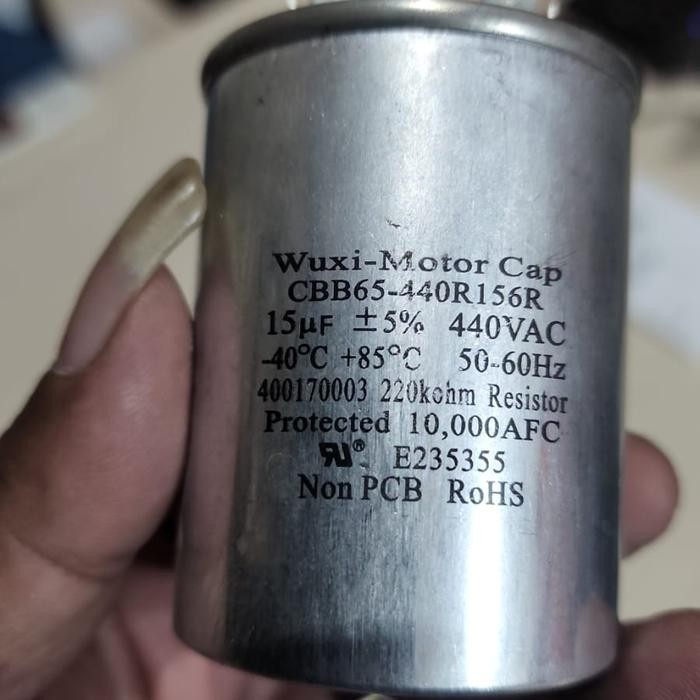 Wuxi-Motor Cap
CBB65-440R156R
15µF ±5% 440VAC
-40°C +85°C 50-60Hz
400170003 220kohm Resistor
Protected 10,000AFC
RU® E235355
Non PCB RoHS